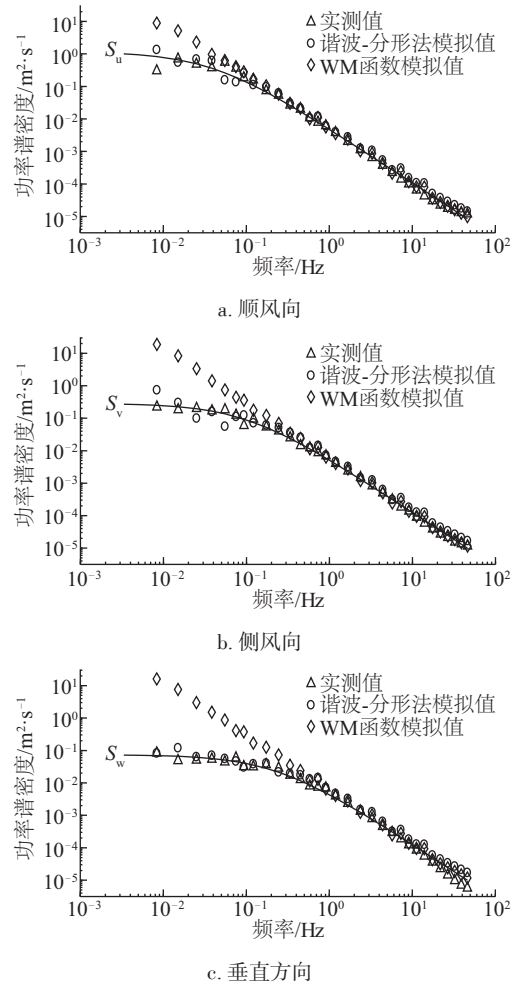 10¹
△ 实测值
○ 谐波-分形法模拟值
◇ WM函数模拟值
10⁰
Sᵤ
10⁻¹
10⁻²
10⁻³
10⁻⁴
10⁻⁵
功率谱密度/m²·s⁻¹
10⁻³ 10⁻² 10⁻¹ 10⁰ 10¹ 10²
频率/Hz
a. 顺风向
10¹
△ 实测值
○ 谐波-分形法模拟值
◇ WM函数模拟值
10⁰
Sᵥ
10⁻¹
10⁻²
10⁻³
10⁻⁴
10⁻⁵
功率谱密度/m²·s⁻¹
10⁻³ 10⁻² 10⁻¹ 10⁰ 10¹ 10²
频率/Hz
b. 侧风向
10¹
△ 实测值
○ 谐波-分形法模拟值
◇ WM函数模拟值
10⁰
10⁻¹
S_w
10⁻²
10⁻³
10⁻⁴
10⁻⁵
功率谱密度/m²·s⁻¹
10⁻³ 10⁻² 10⁻¹ 10⁰ 10¹ 10²
频率/Hz
c. 垂直方向